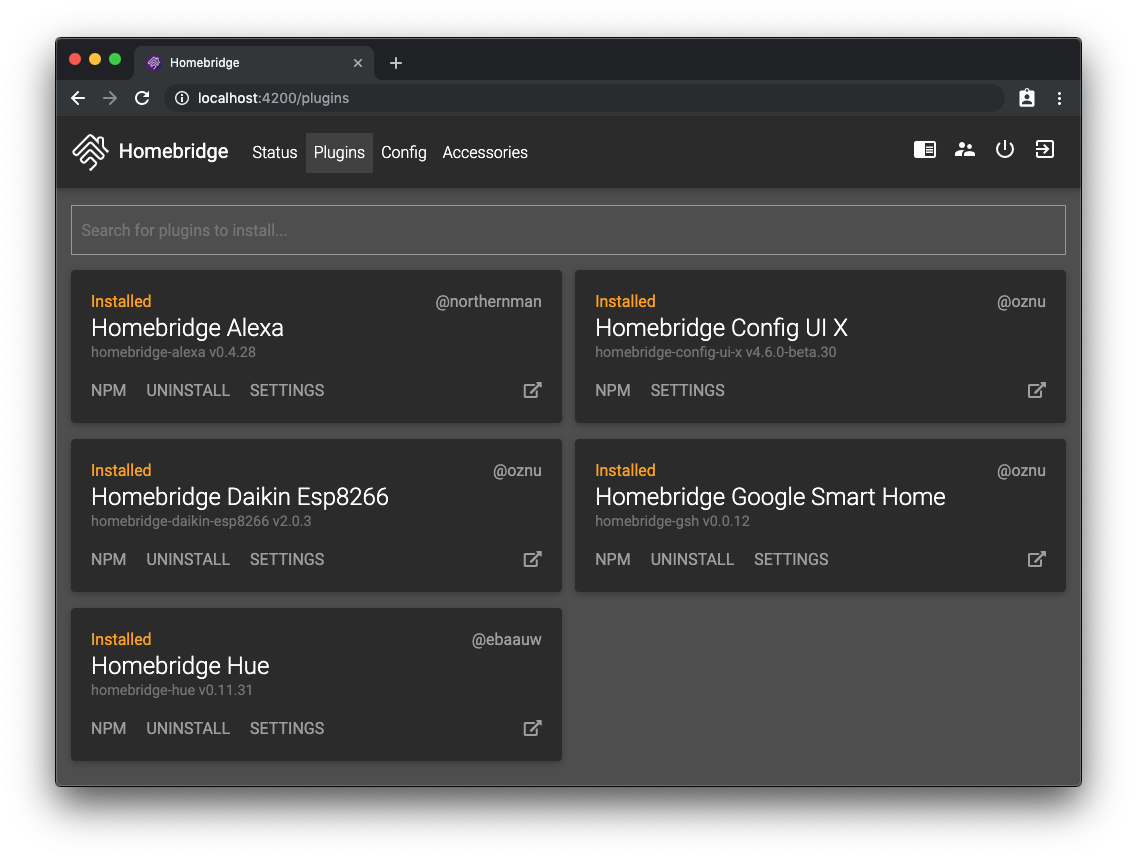 Homebridge
localhost:4200/plugins
Homebridge Status Plugins Config Accessories
Search for plugins to install...
Installed @northernman
Homebridge Alexa
homebridge-alexa v0.4.28
NPM UNINSTALL SETTINGS
Installed @oznu
Homebridge Config UI X
homebridge-config-ui-x v4.6.0-beta.30
NPM SETTINGS
Installed @oznu
Homebridge Daikin Esp8266
homebridge-daikin-esp8266 v2.0.3
NPM UNINSTALL SETTINGS
Installed @oznu
Homebridge Google Smart Home
homebridge-gsh v0.0.12
NPM UNINSTALL SETTINGS
Installed @ebaauw
Homebridge Hue
homebridge-hue v0.11.31
NPM UNINSTALL SETTINGS